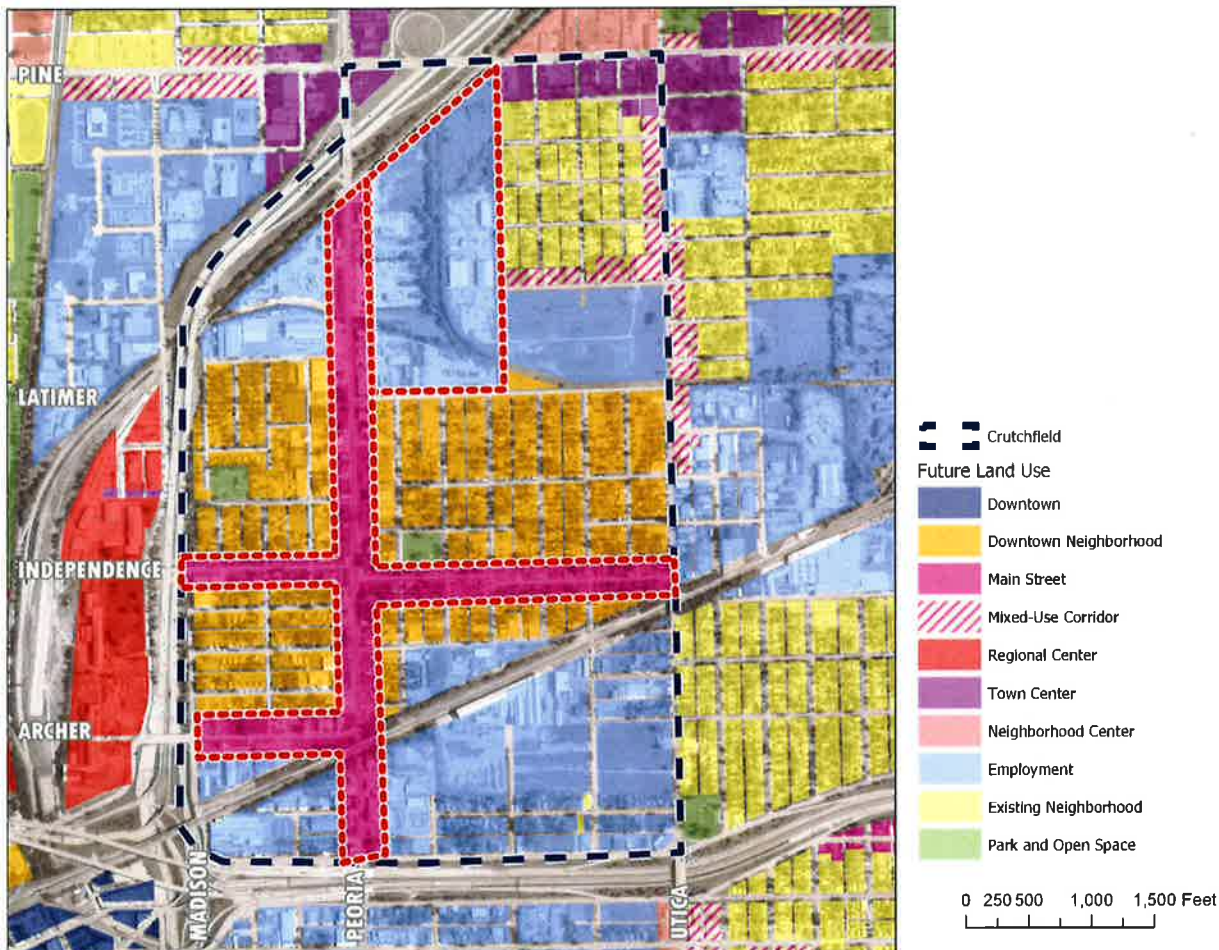 PINE
LATIMER
INDEPENDENCE
ARCHER
MADISON
PEORIA
UTICA
Crutchfield
Future Land Use
Downtown
Downtown Neighborhood
Main Street
Mixed-Use Corridor
Regional Center
Town Center
Neighborhood Center
Employment
Existing Neighborhood
Park and Open Space
0 250 500 1,000 1,500 Feet